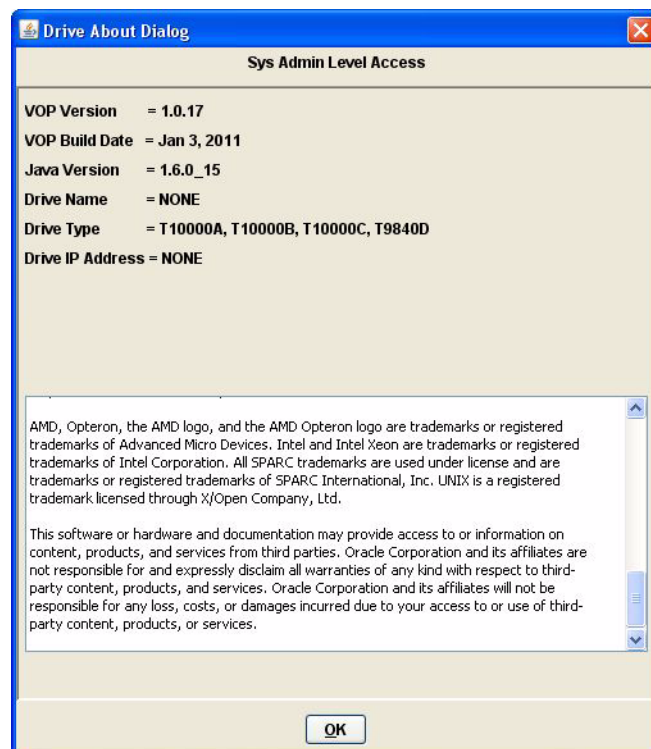 Drive About Dialog
Sys Admin Level Access
VOP Version = 1.0.17
VOP Build Date = Jan 3, 2011
Java Version = 1.6.0_15
Drive Name = NONE
Drive Type = T10000A, T10000B, T10000C, T9840D
Drive IP Address = NONE
AMD, Opteron, the AMD logo, and the AMD Opteron logo are trademarks or registered
trademarks of Advanced Micro Devices. Intel and Intel Xeon are trademarks or registered
trademarks of Intel Corporation. All SPARC trademarks are used under license and are
trademarks or registered trademarks of SPARC International, Inc. UNIX is a registered
trademark licensed through X/Open Company, Ltd.
This software or hardware and documentation may provide access to or information on
content, products, and services from third parties. Oracle Corporation and its affiliates are
not responsible for and expressly disclaim all warranties of any kind with respect to third-
party content, products, and services. Oracle Corporation and its affiliates will not be
responsible for any loss, costs, or damages incurred due to your access to or use of third-
party content, products, or services.
OK